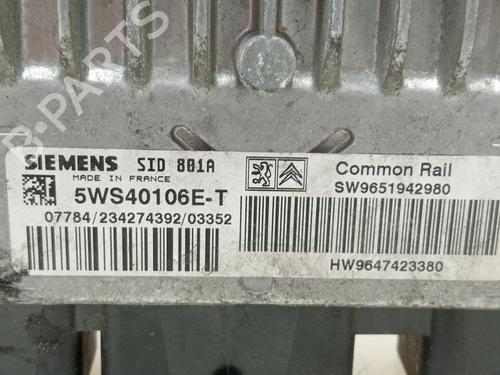 B-PARTS
SIEMENS SID 801A
MADE IN FRANCE
5WS40106E-T
07784/234274392/03352
Common Rail
SW9651942980
HW9647423380